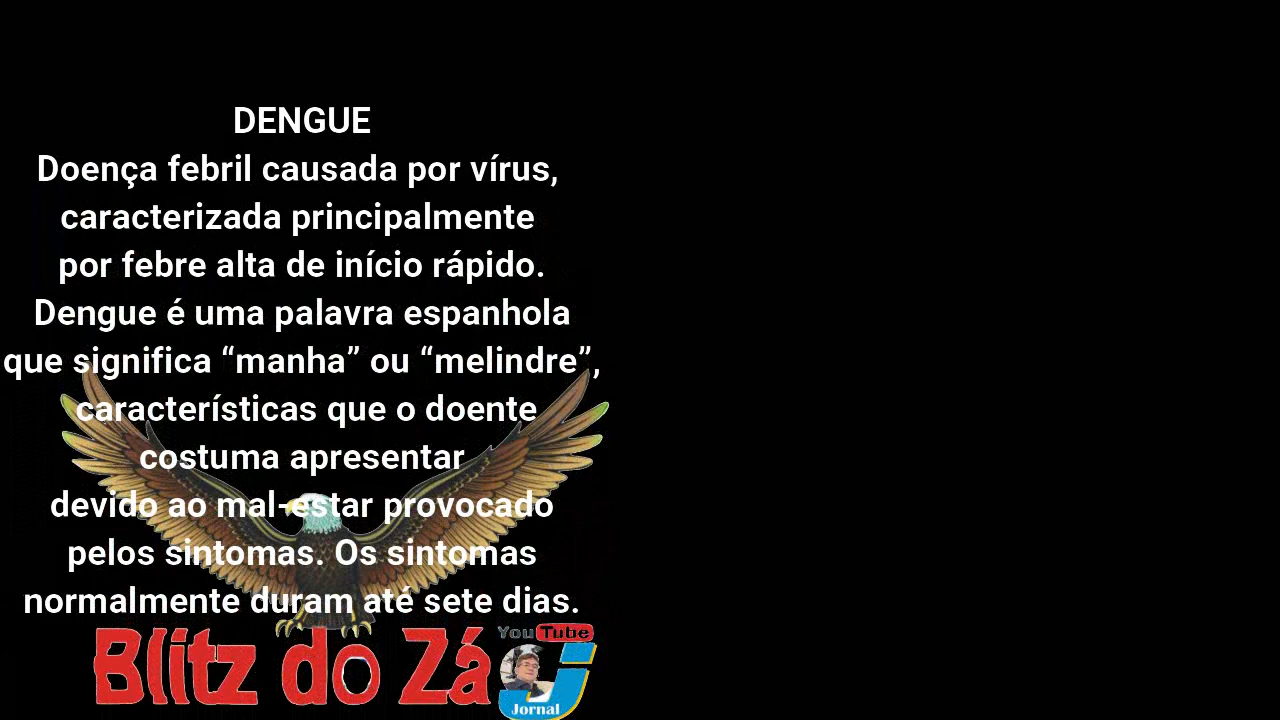 DENGUE
Doença febril causada por vírus,
caracterizada principalmente
por febre alta de início rápido.
Dengue é uma palavra espanhola
que significa “manha” ou “melindre”,
características que o doente
costuma apresentar
devido ao mal-estar provocado
pelos sintomas. Os sintomas
normalmente duram até sete dias.
Blitz do Zá
YouTube
Jornal